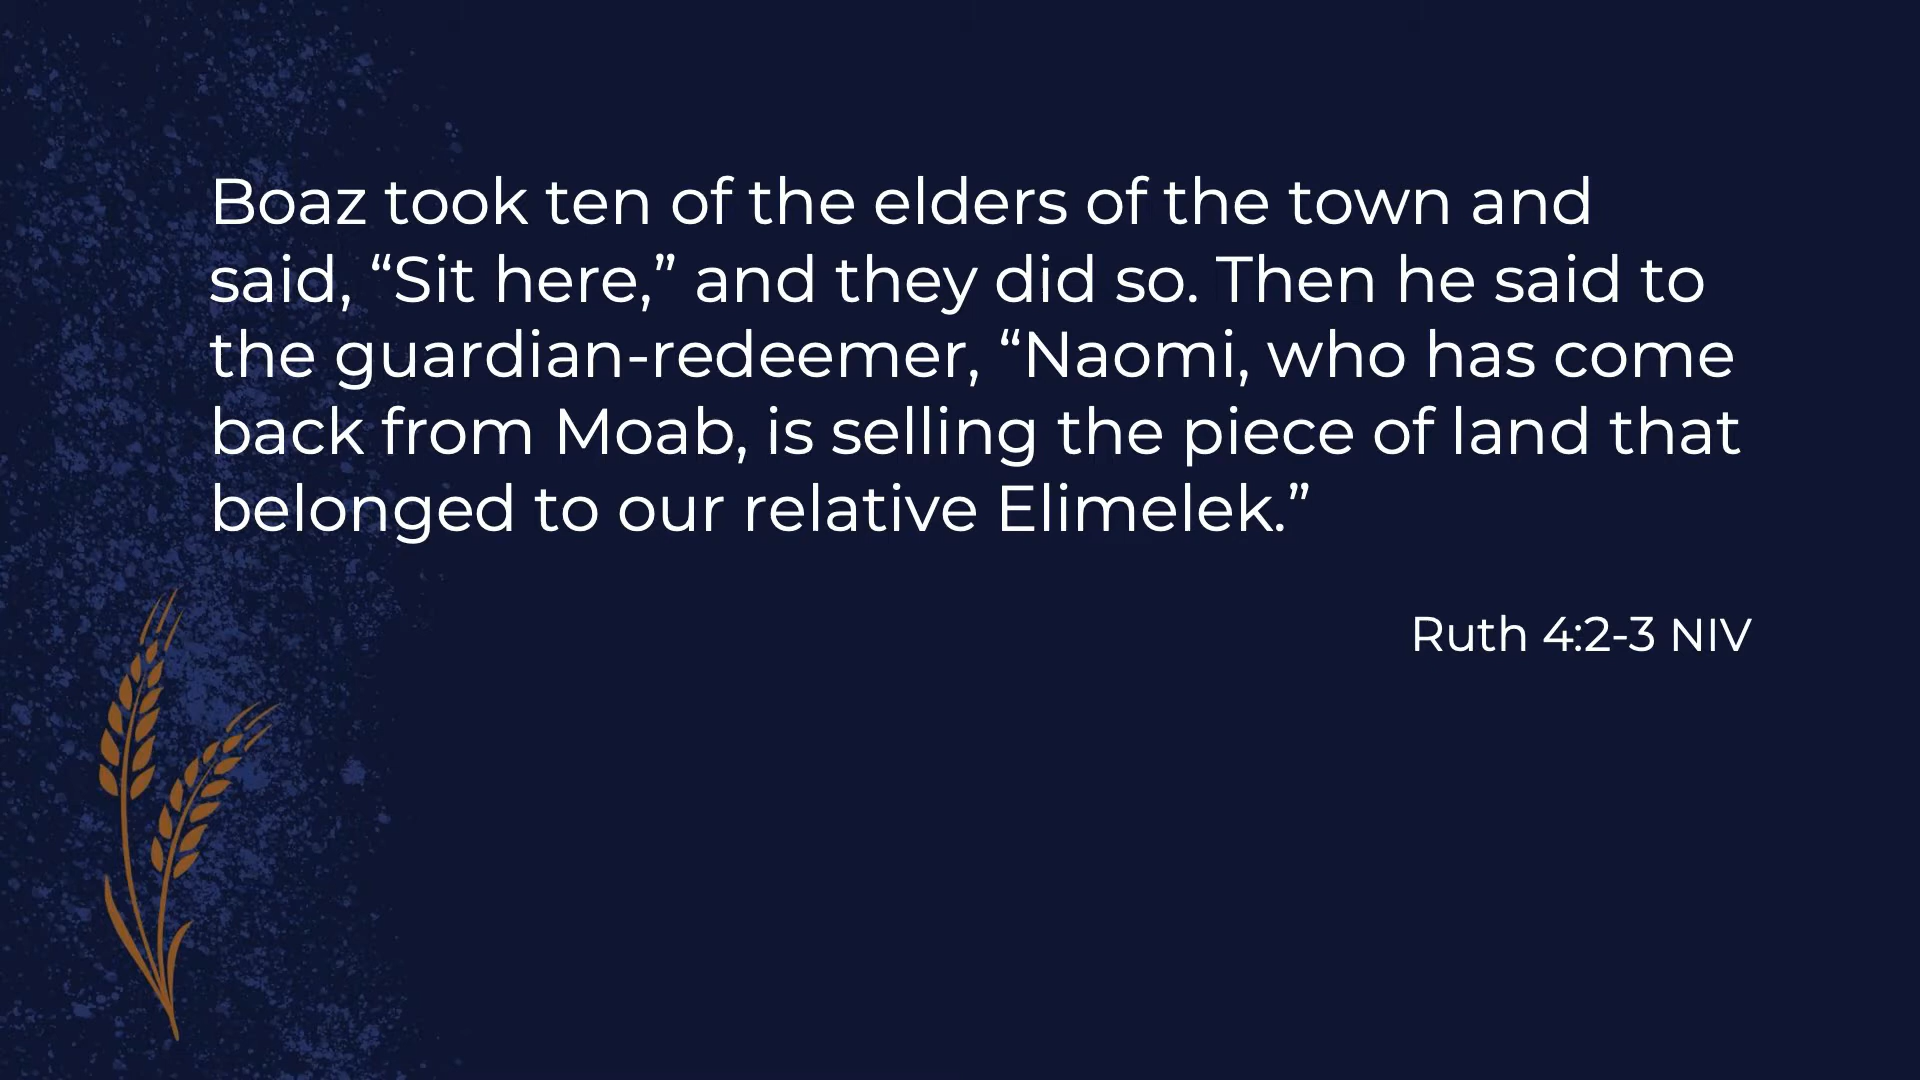 Boaz took ten of the elders of the town and
said, “Sit here,” and they did so. Then he said to
the guardian-redeemer, “Naomi, who has come
back from Moab, is selling the piece of land that
belonged to our relative Elimelek.”
Ruth 4:2-3 NIV